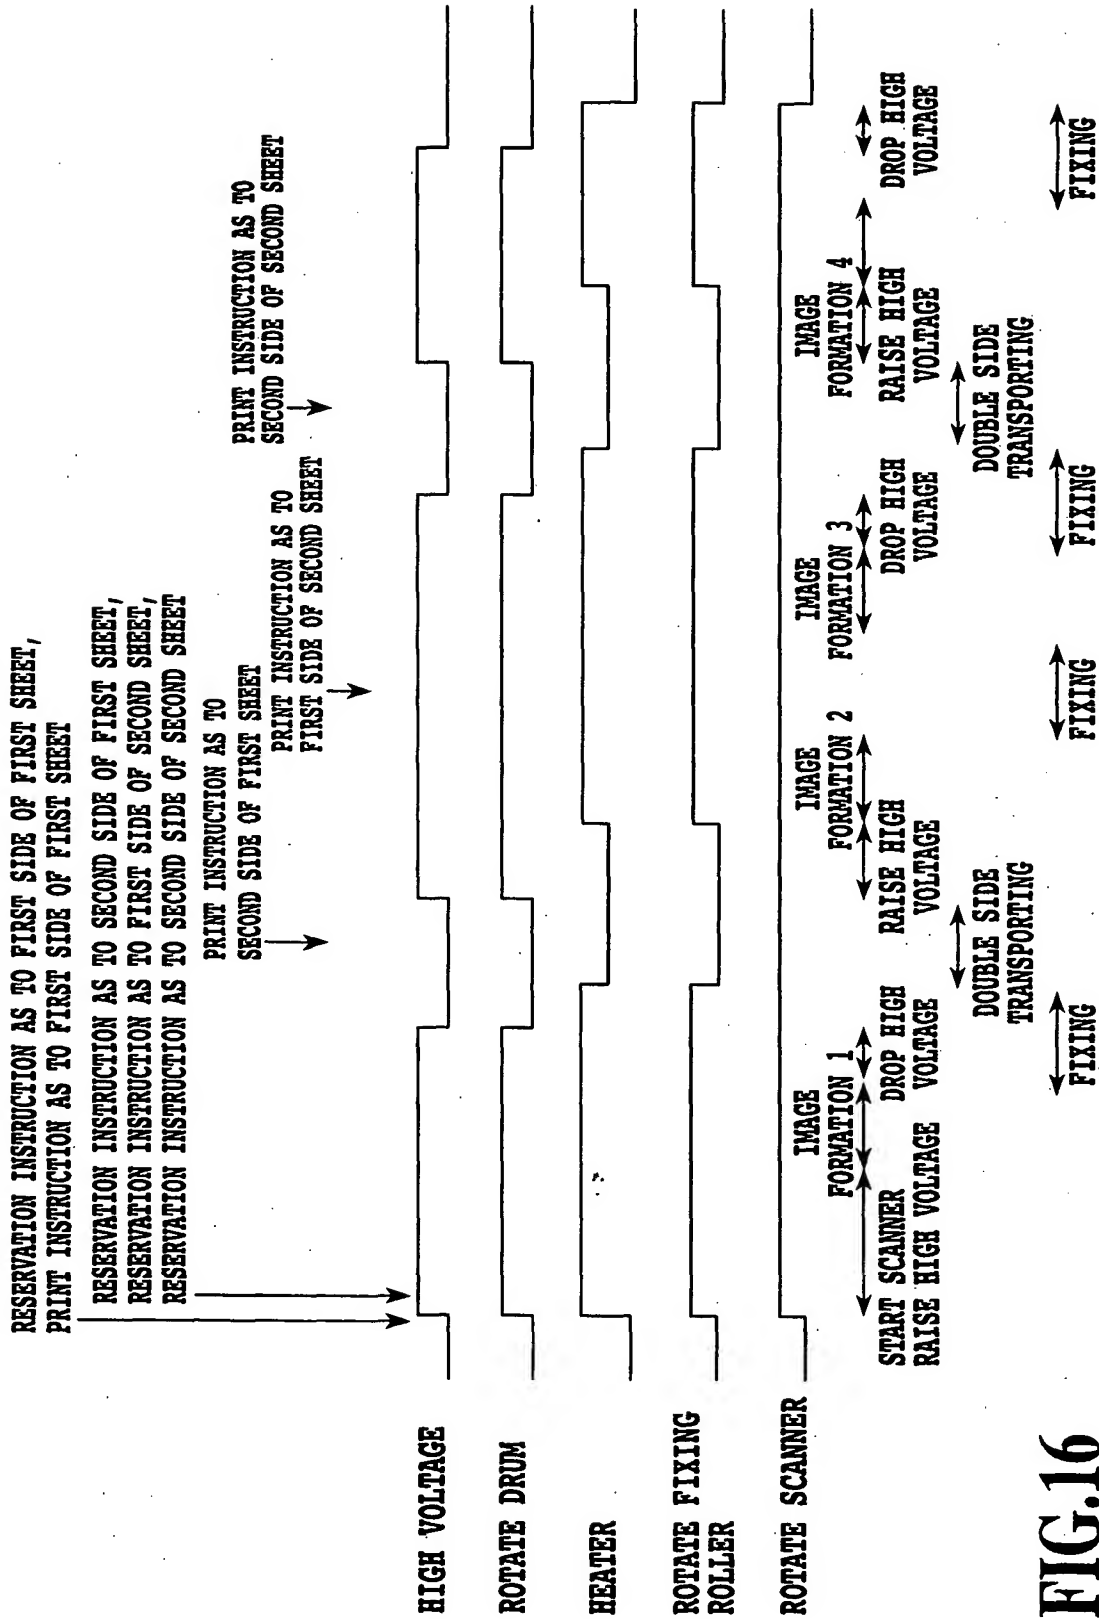 RESERVATION INSTRUCTION AS TO FIRST SIDE OF FIRST SHEET,
PRINT INSTRUCTION AS TO FIRST SIDE OF FIRST SHEET
RESERVATION INSTRUCTION AS TO SECOND SIDE OF FIRST SHEET,
RESERVATION INSTRUCTION AS TO FIRST SIDE OF SECOND SHEET,
RESERVATION INSTRUCTION AS TO SECOND SIDE OF SECOND SHEET
PRINT INSTRUCTION AS TO
SECOND SIDE OF FIRST SHEET
PRINT INSTRUCTION AS TO
FIRST SIDE OF SECOND SHEET
PRINT INSTRUCTION AS TO
SECOND SIDE OF SECOND SHEET
HIGH VOLTAGE
ROTATE DRUM
HEATER
ROTATE FIXING
ROLLER
ROTATE SCANNER
IMAGE
FORMATION 1
IMAGE
FORMATION 2
IMAGE
FORMATION 3
IMAGE
FORMATION 4
START SCANNER
RAISE HIGH VOLTAGE
DROP HIGH
VOLTAGE
RAISE HIGH
VOLTAGE
DROP HIGH
VOLTAGE
RAISE HIGH
VOLTAGE
DROP HIGH
VOLTAGE
DOUBLE SIDE
TRANSPORTING
DOUBLE SIDE
TRANSPORTING
FIXING
FIXING
FIXING
FIXING
FIG.16